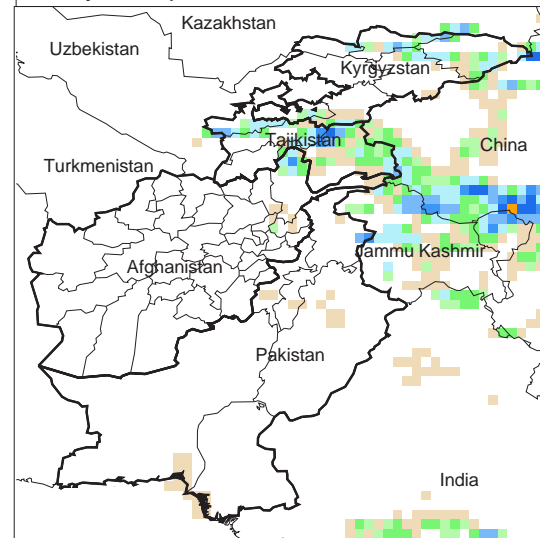 Kazakhstan
Uzbekistan
Kyrgyzstan
Tajikistan
China
Turkmenistan
Jammu Kashmir
Afghanistan
Pakistan
India